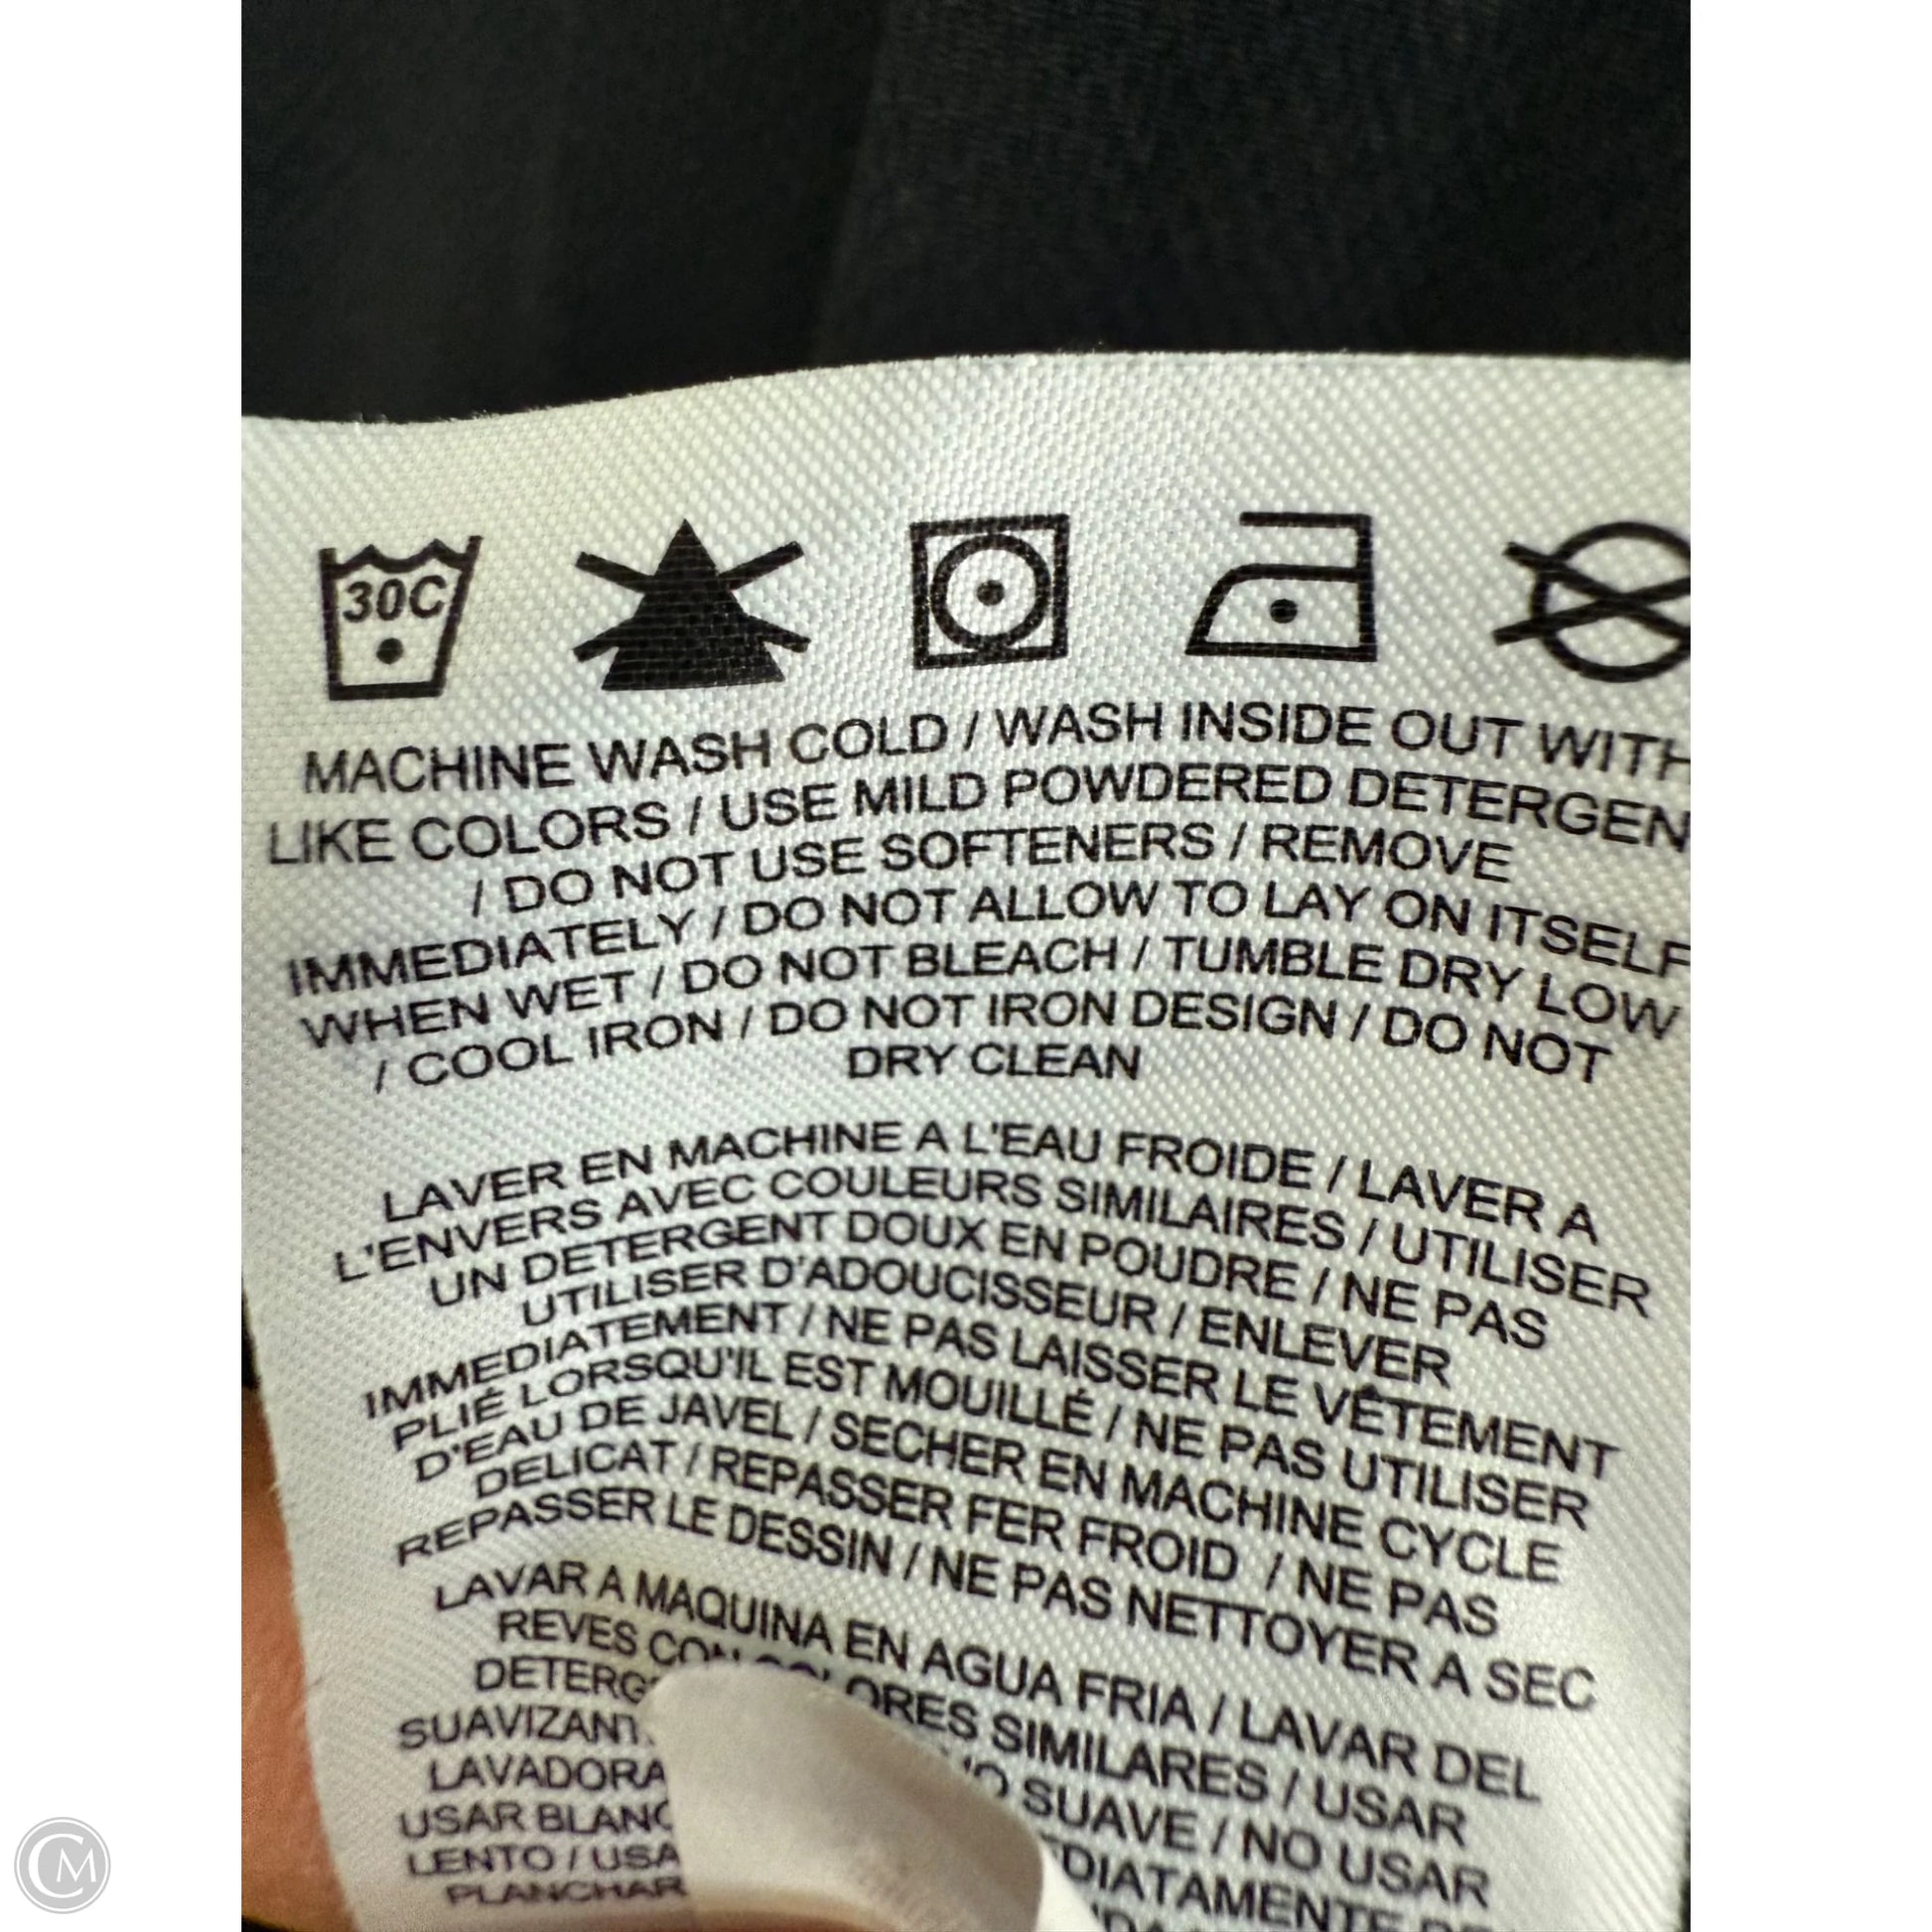 30C
MACHINE WASH COLD / WASH INSIDE OUT WITH
LIKE COLORS / USE MILD POWDERED DETERGEN
/ DO NOT USE SOFTENERS / REMOVE
IMMEDIATELY / DO NOT ALLOW TO LAY ON ITSELF
WHEN WET / DO NOT BLEACH / TUMBLE DRY LOW
/ COOL IRON / DO NOT IRON DESIGN / DO NOT
DRY CLEAN
LAVER EN MACHINE A L'EAU FROIDE / LAVER A
L'ENVERS AVEC COULEURS SIMILAIRES / UTILISER
UN DETERGENT DOUX EN POUDRE / NE PAS
UTILISER D'ADOUCISSEUR / ENLEVER
IMMEDIATEMENT / NE PAS LAISSER LE VÊTEMENT
PLIÉ LORSQU'IL EST MOUILLÉ / NE PAS UTILISER
D'EAU DE JAVEL / SECHER EN MACHINE CYCLE
DELICAT / REPASSER FER FROID / NE PAS
REPASSER LE DESSIN / NE PAS NETTOYER A SEC
LAVAR A MAQUINA EN AGUA FRIA / LAVAR DEL
REVES CON COLORES SIMILARES / USAR
SUAVE / NO USAR
LAVADORA
USAR
LENTO / USA
PLANCHAR
CM